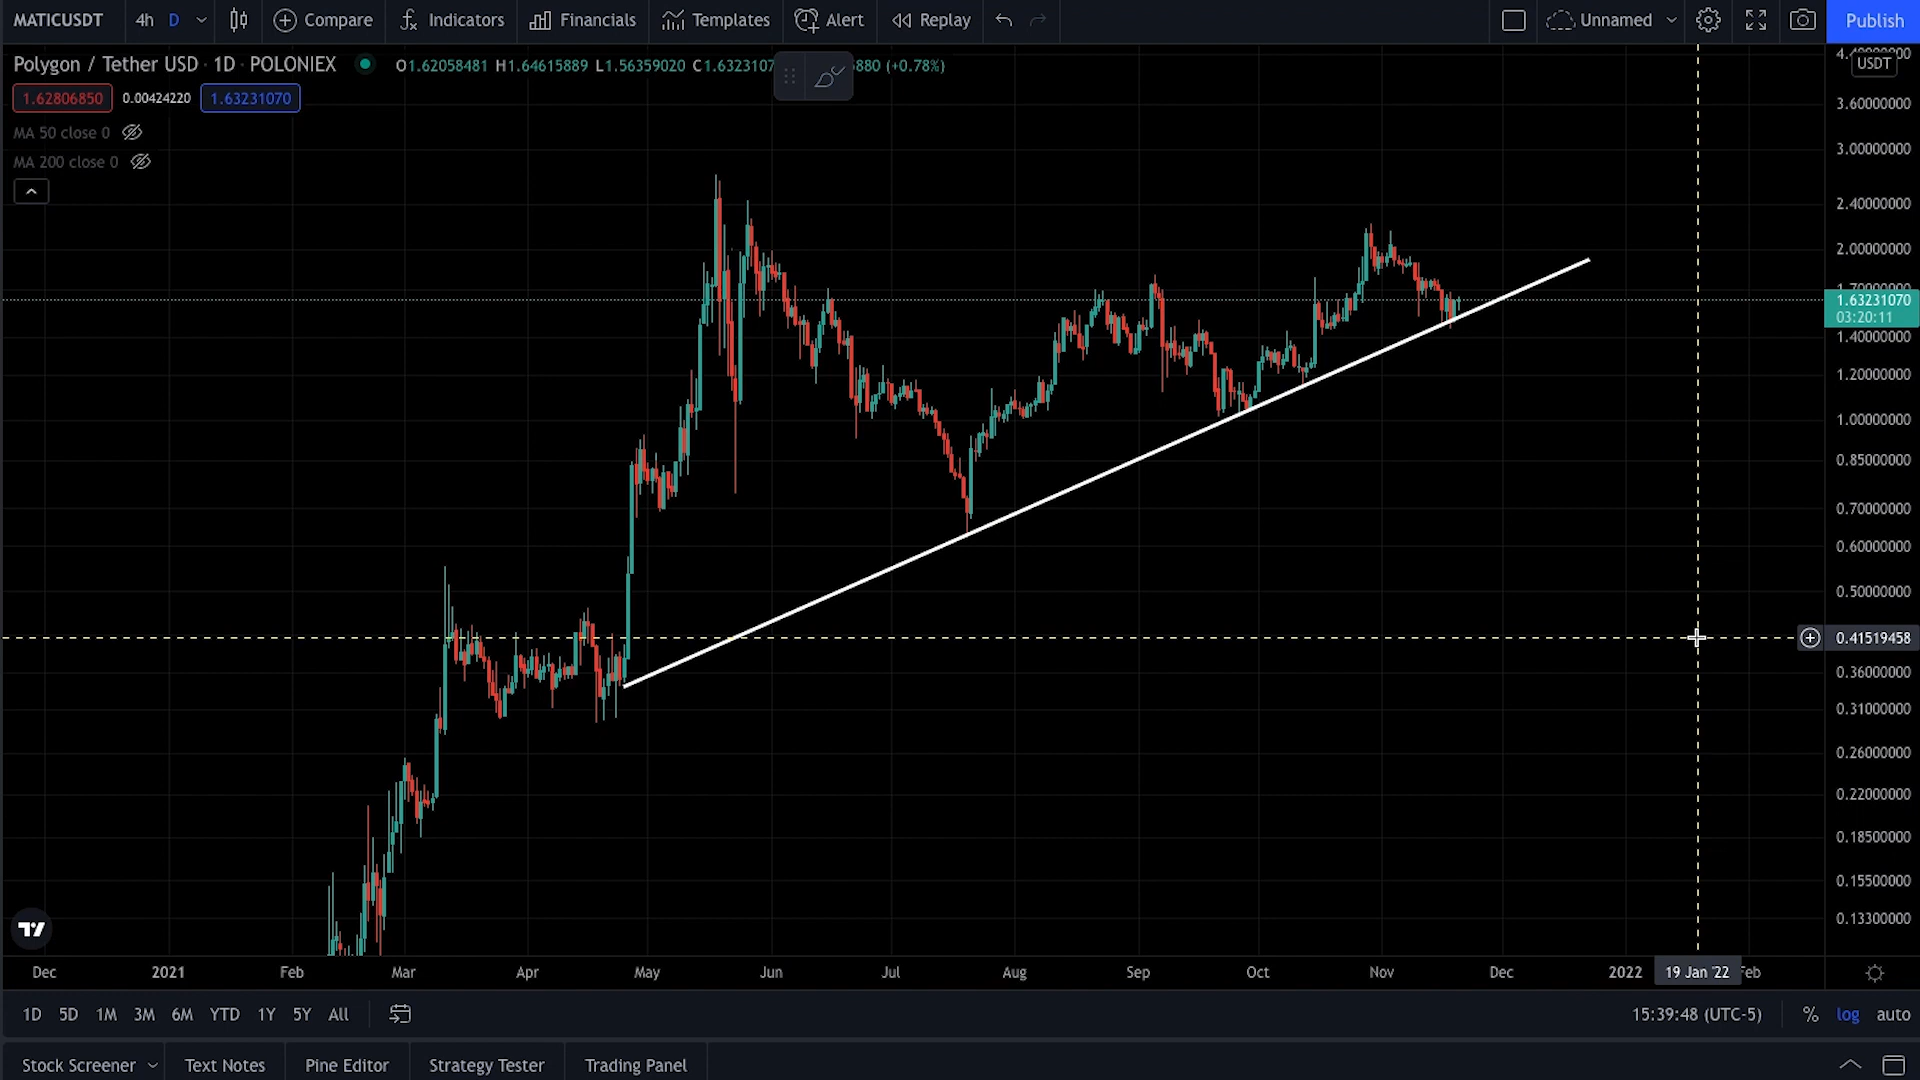 MATICUSDT 4h D Compare Indicators Financials Templates Alert Replay Unnamed Publish
Polygon / Tether USD · 1D · POLONIEX O1.62058481 H1.64615889 L1.56359020 C1.6323107 880 (+0.78%)
1.62806850 0.00424220 1.63231070
MA 50 close 0
MA 200 close 0
USDT
3.60000000
3.00000000
2.40000000
2.00000000
1.63231070
03:20:11
1.40000000
1.20000000
1.00000000
0.85000000
0.70000000
0.60000000
0.50000000
0.41519458
0.36000000
0.31000000
0.26000000
0.22000000
0.18500000
0.15500000
0.13300000
Dec 2021 Feb Mar Apr May Jun Jul Aug Sep Oct Nov Dec 2022 19 Jan '22 Feb
1D 5D 1M 3M 6M YTD 1Y 5Y All 15:39:48 (UTC-5) % log auto
Stock Screener Text Notes Pine Editor Strategy Tester Trading Panel